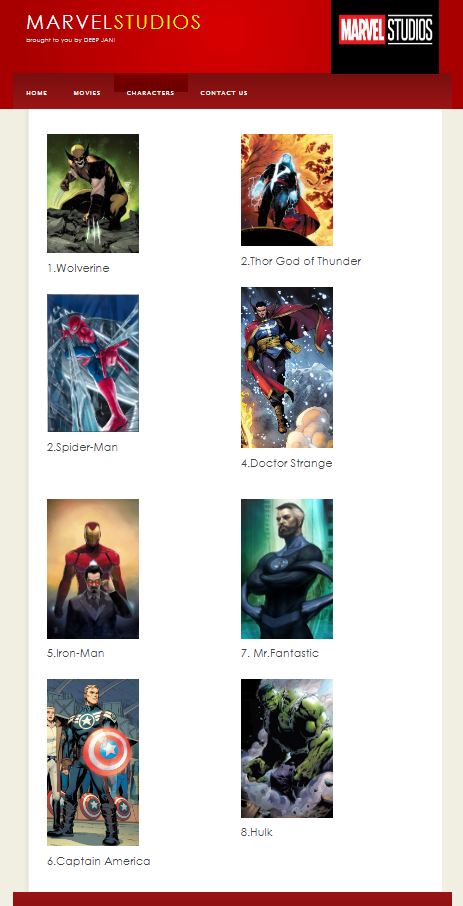 MARVELSTUDIOS
brought to you by DEEP JANI
MARVEL STUDIOS
HOME MOVIES CHARACTERS CONTACT US
1.Wolverine
2.Thor God of Thunder
2.Spider-Man
4.Doctor Strange
5.Iron-Man
7. Mr.Fantastic
6.Captain America
8.Hulk